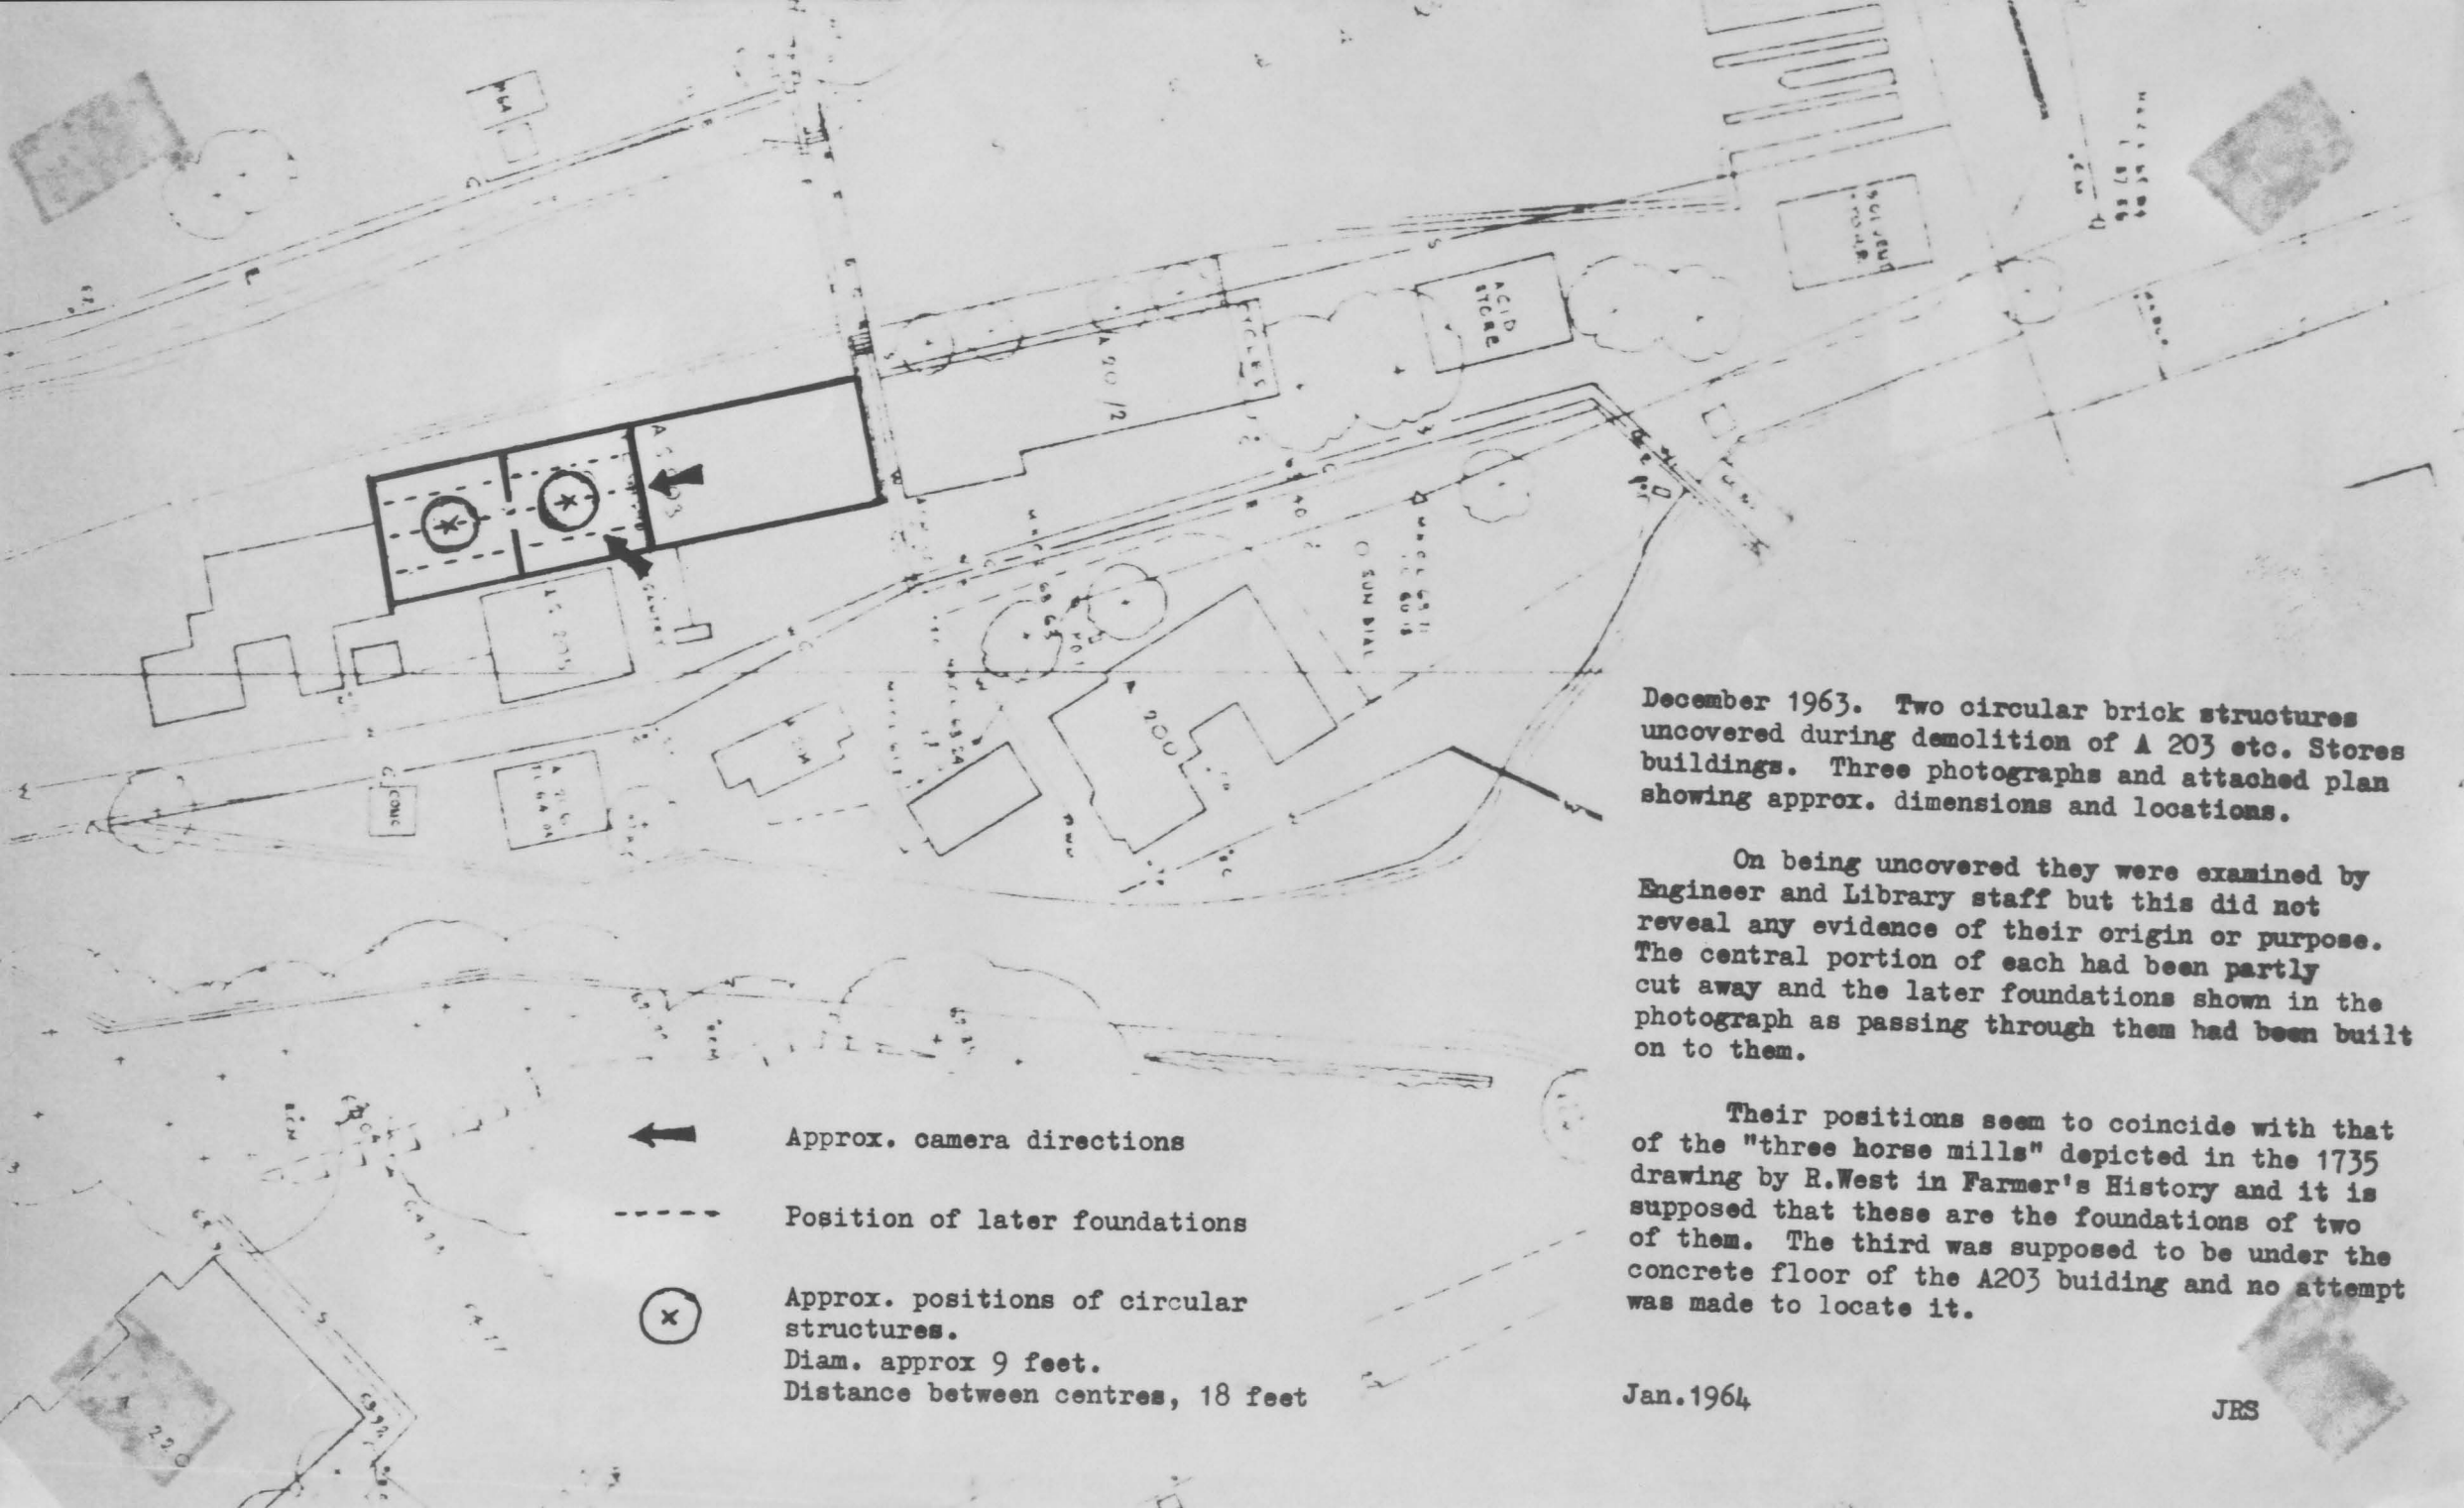 ACID
STORE
CYCLES
A 20/2
SUN DIAL
A 200
A 220
December 1963. Two circular brick structures
uncovered during demolition of A 203 etc. Stores
buildings. Three photographs and attached plan
showing approx. dimensions and locations.
On being uncovered they were examined by
Engineer and Library staff but this did not
reveal any evidence of their origin or purpose.
The central portion of each had been partly
cut away and the later foundations shown in the
photograph as passing through them had been built
on to them.
Their positions seem to coincide with that
of the "three horse mills" depicted in the 1735
drawing by R.West in Farmer's History and it is
supposed that these are the foundations of two
of them. The third was supposed to be under the
concrete floor of the A203 buiding and no attempt
was made to locate it.
Jan.1964
JRS
Approx. camera directions
Position of later foundations
Approx. positions of circular
structures.
Diam. approx 9 feet.
Distance between centres, 18 feet